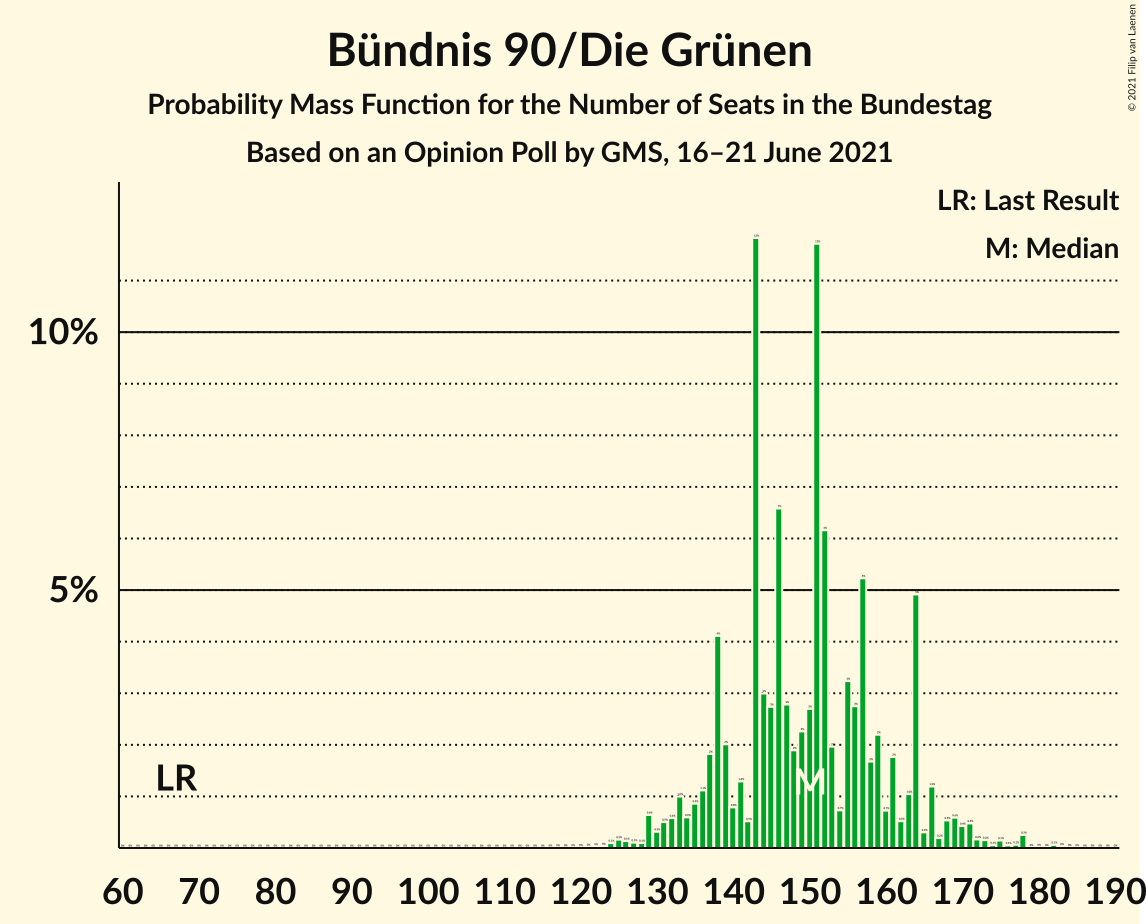 Bündnis 90/Die Grünen
Probability Mass Function for the Number of Seats in the Bundestag
Based on an Opinion Poll by GMS, 16–21 June 2021
© 2021 Filip van Laenen
LR: Last Result
M: Median
10%
5%
LR
M
60 70 80 90 100 110 120 130 140 150 160 170 180 190